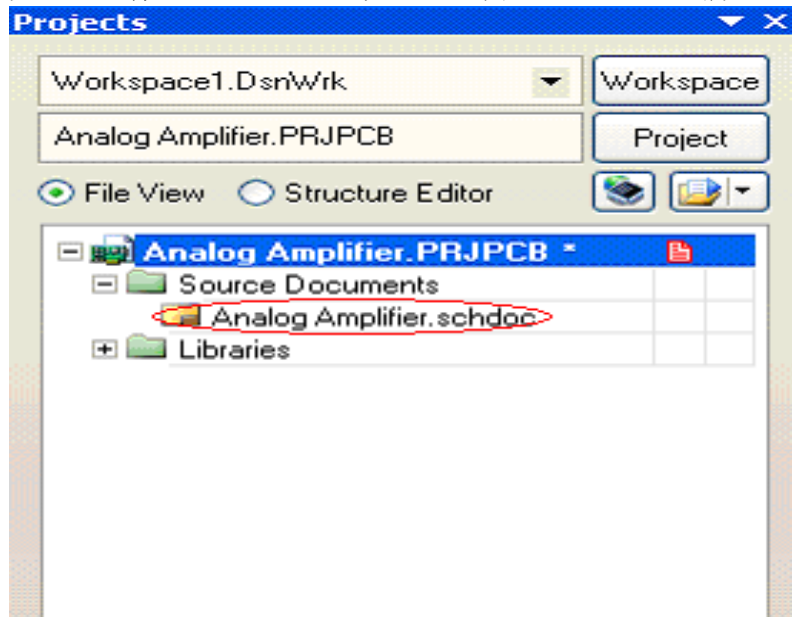 Projects
Workspace1.DsnWrk
Workspace
Analog Amplifier.PRJPCB
Project
File View
Structure Editor
Analog Amplifier.PRJPCB *
Source Documents
Analog Amplifier.schdoc
Libraries